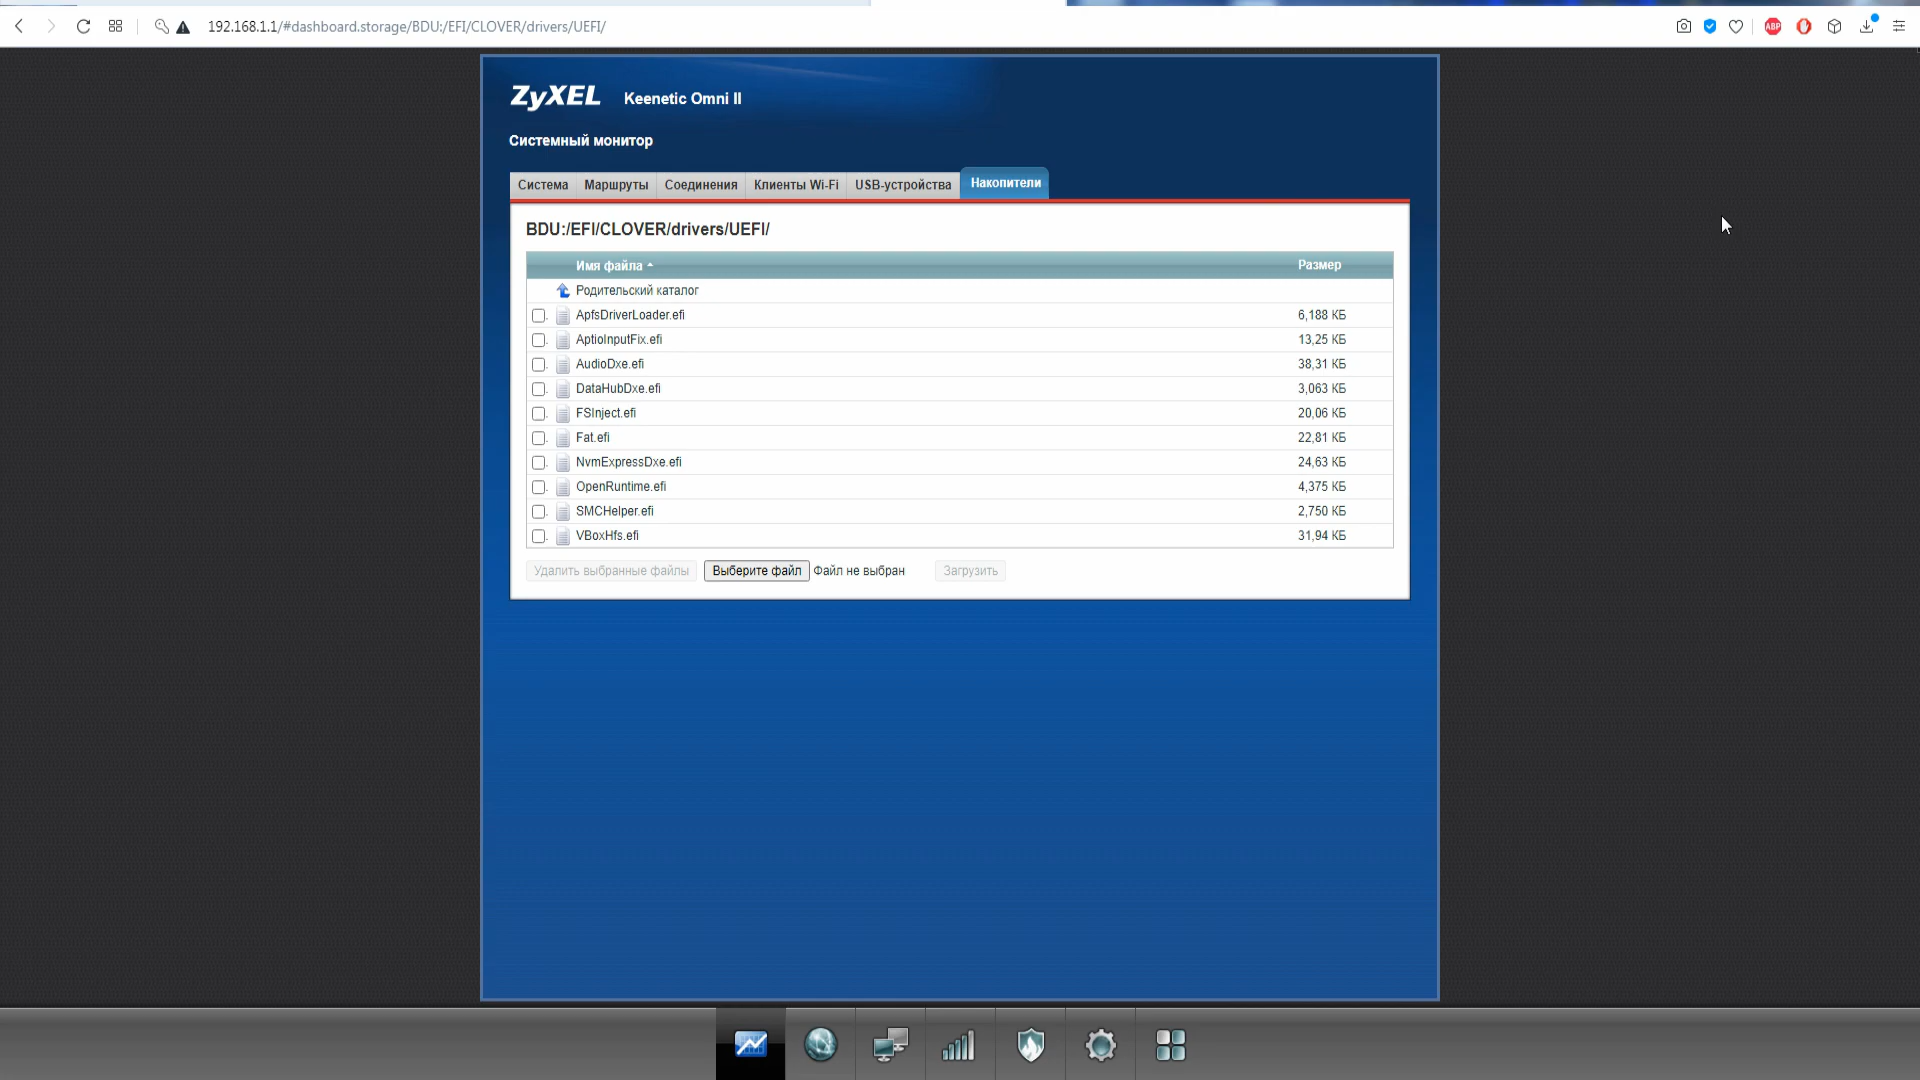 192.168.1.1/#dashboard.storage/BDU:/EFI/CLOVER/drivers/UEFI/
ABP
ZyXEL Keenetic Omni II
Системный монитор
Система Маршруты Соединения Клиенты Wi-Fi USB-устройства Накопители
BDU:/EFI/CLOVER/drivers/UEFI/
Имя файла Размер
Родительский каталог
ApfsDriverLoader.efi 6,188 КБ
AptioInputFix.efi 13,25 КБ
AudioDxe.efi 38,31 КБ
DataHubDxe.efi 3,063 КБ
FSInject.efi 20,06 КБ
Fat.efi 22,81 КБ
NvmExpressDxe.efi 24,63 КБ
OpenRuntime.efi 4,375 КБ
SMCHelper.efi 2,750 КБ
VBoxHfs.efi 31,94 КБ
Удалить выбранные файлы Выберите файл Файл не выбран Загрузить